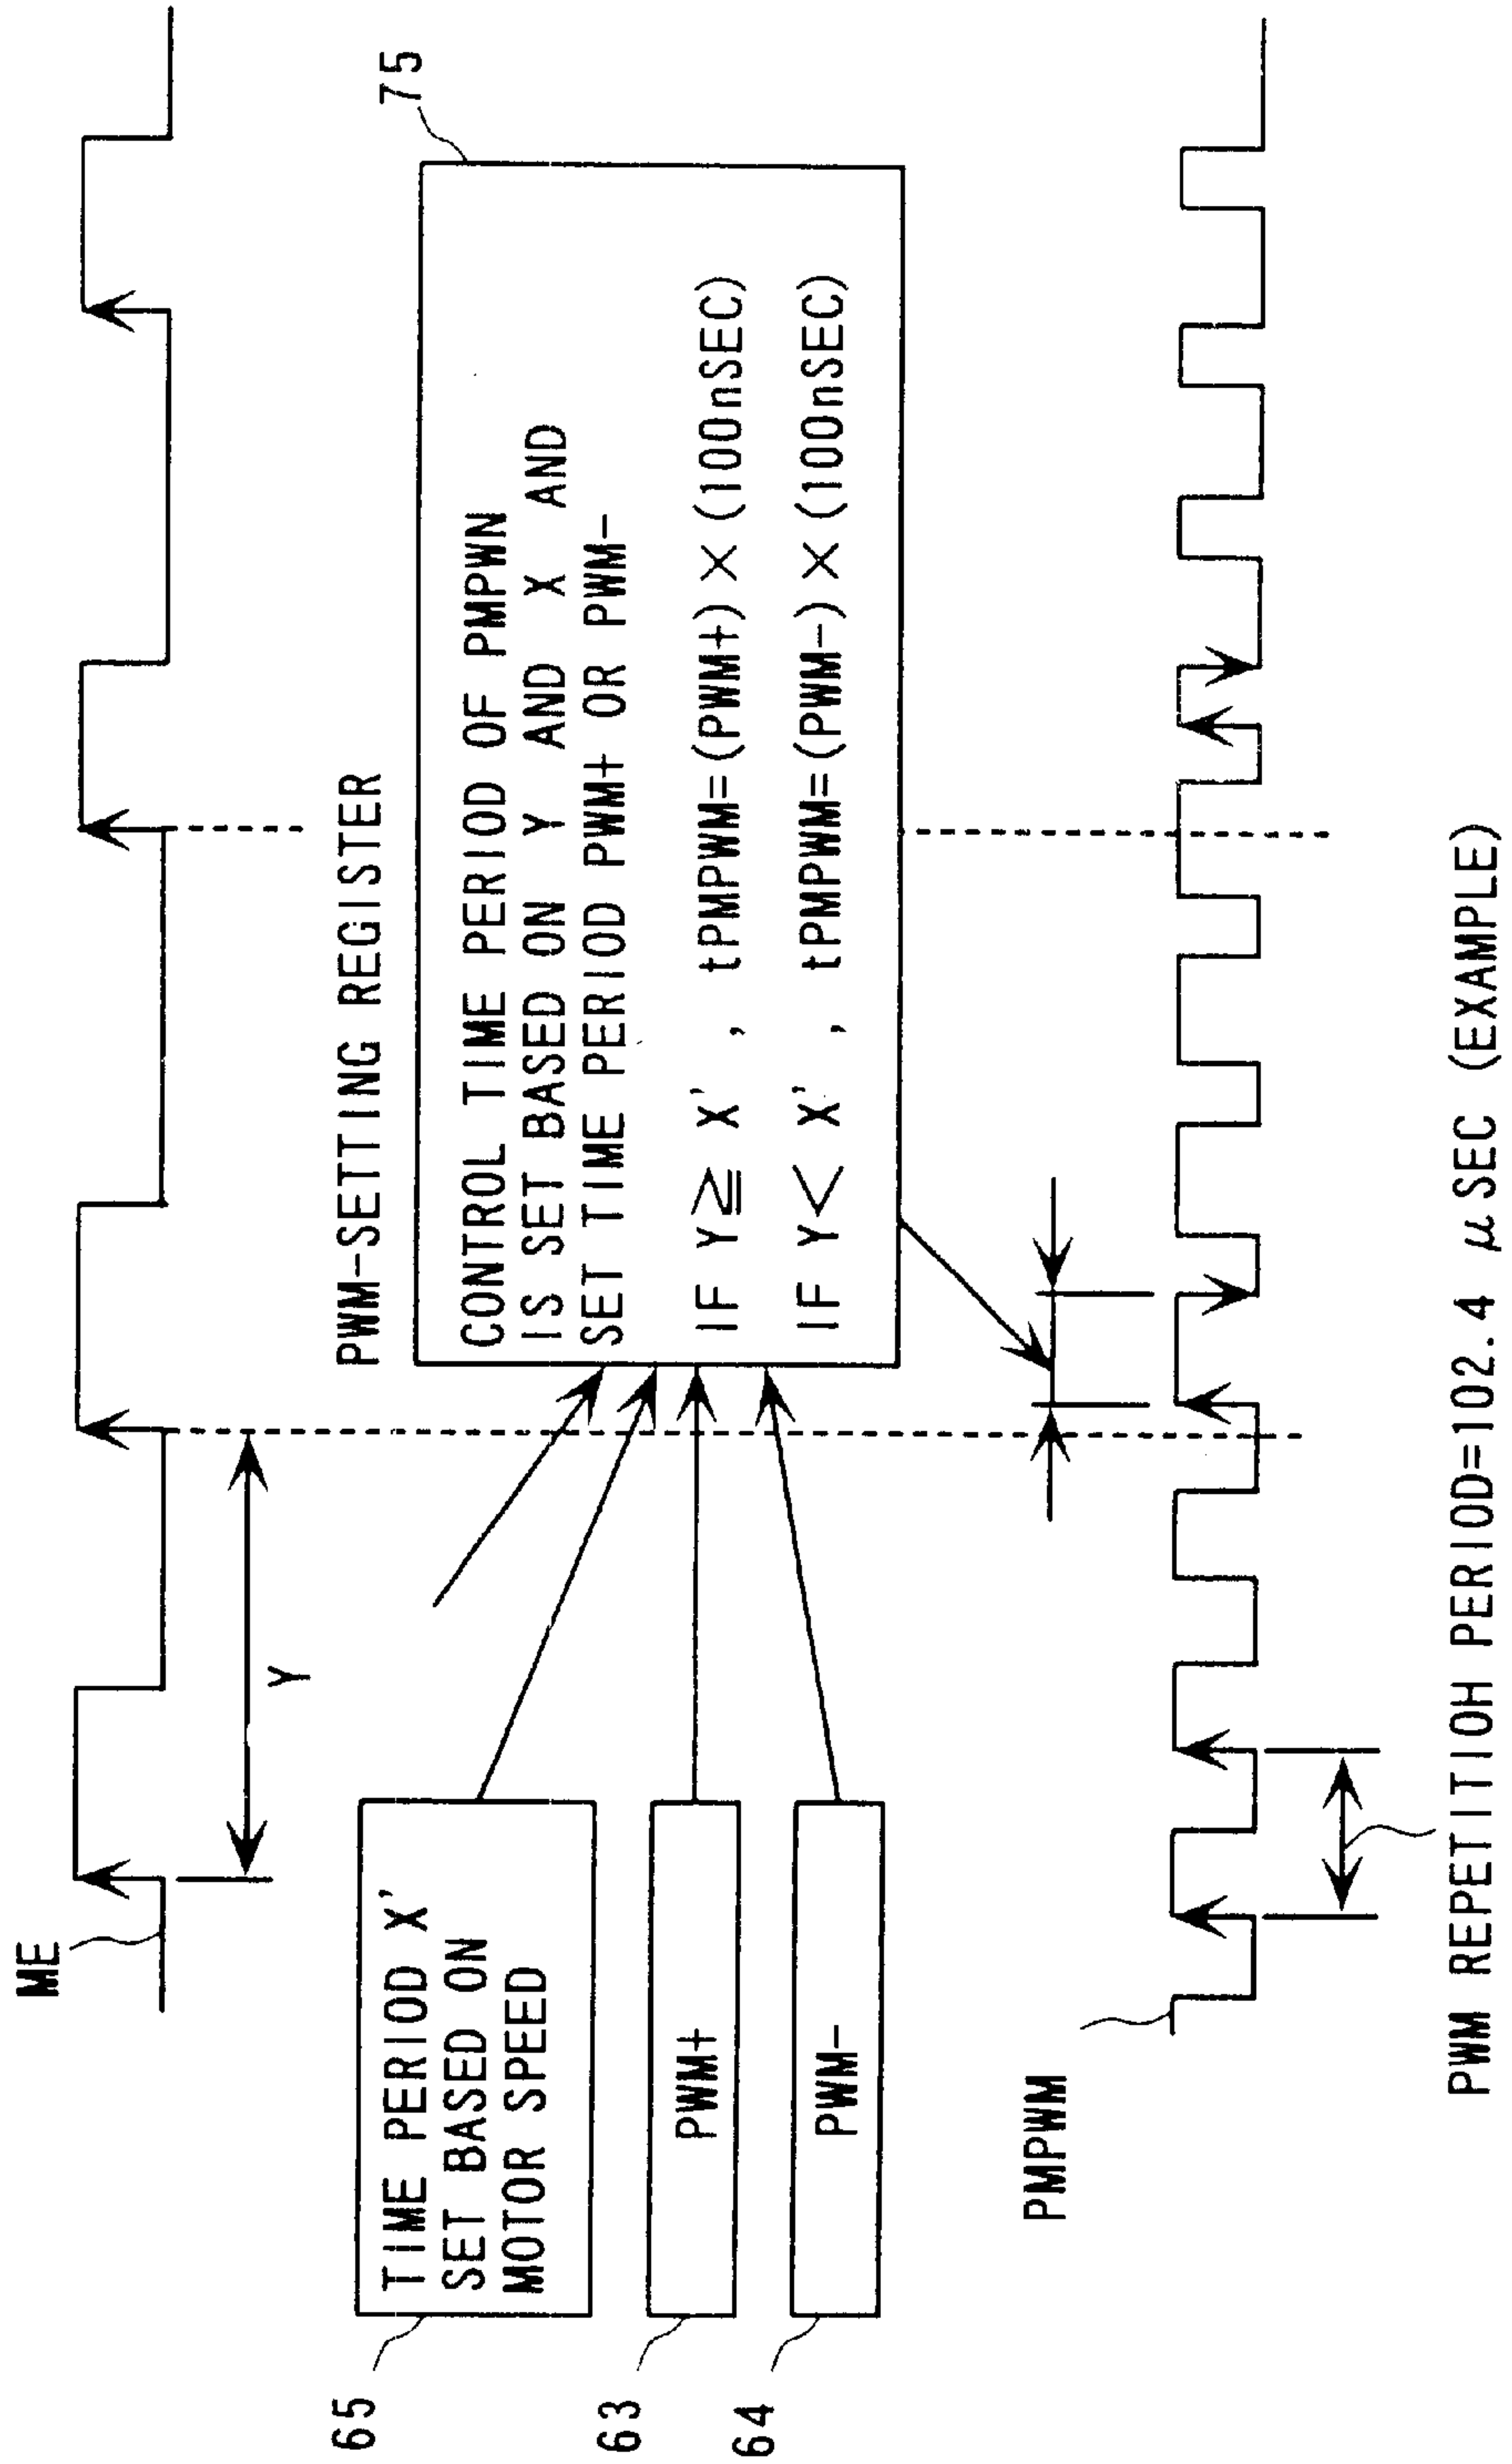 ME
Y
PWM-SETTING REGISTER
75
CONTROL TIME PERIOD OF PMPWN
IS SET BASED ON Y AND X AND
SET TIME PERIOD PWM+ OR PWM-
IF Y≧X', tPMPWM=(PWM+)×(100nSEC)
IF Y<X', tPMPWM=(PWM-)×(100nSEC)
65
TIME PERIOD X'
SET BASED ON
MOTOR SPEED
63
PWM+
64
PWM-
PMPWM
PWM REPETITIOH PERIOD=102.4 μSEC (EXAMPLE)